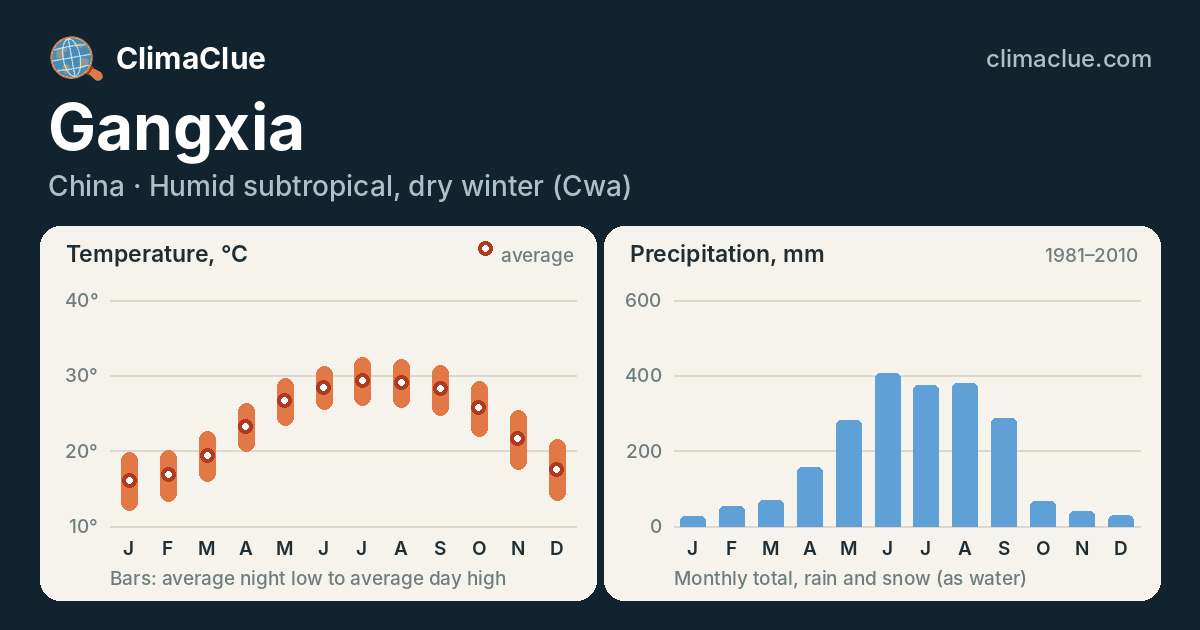 ClimaClue
climaclue.com
Gangxia
China · Humid subtropical, dry winter (Cwa)
Temperature, °C
average
40°
30°
20°
10°
J F M A M J J A S O N D
Bars: average night low to average day high
Precipitation, mm
1981–2010
600
400
200
0
J F M A M J J A S O N D
Monthly total, rain and snow (as water)